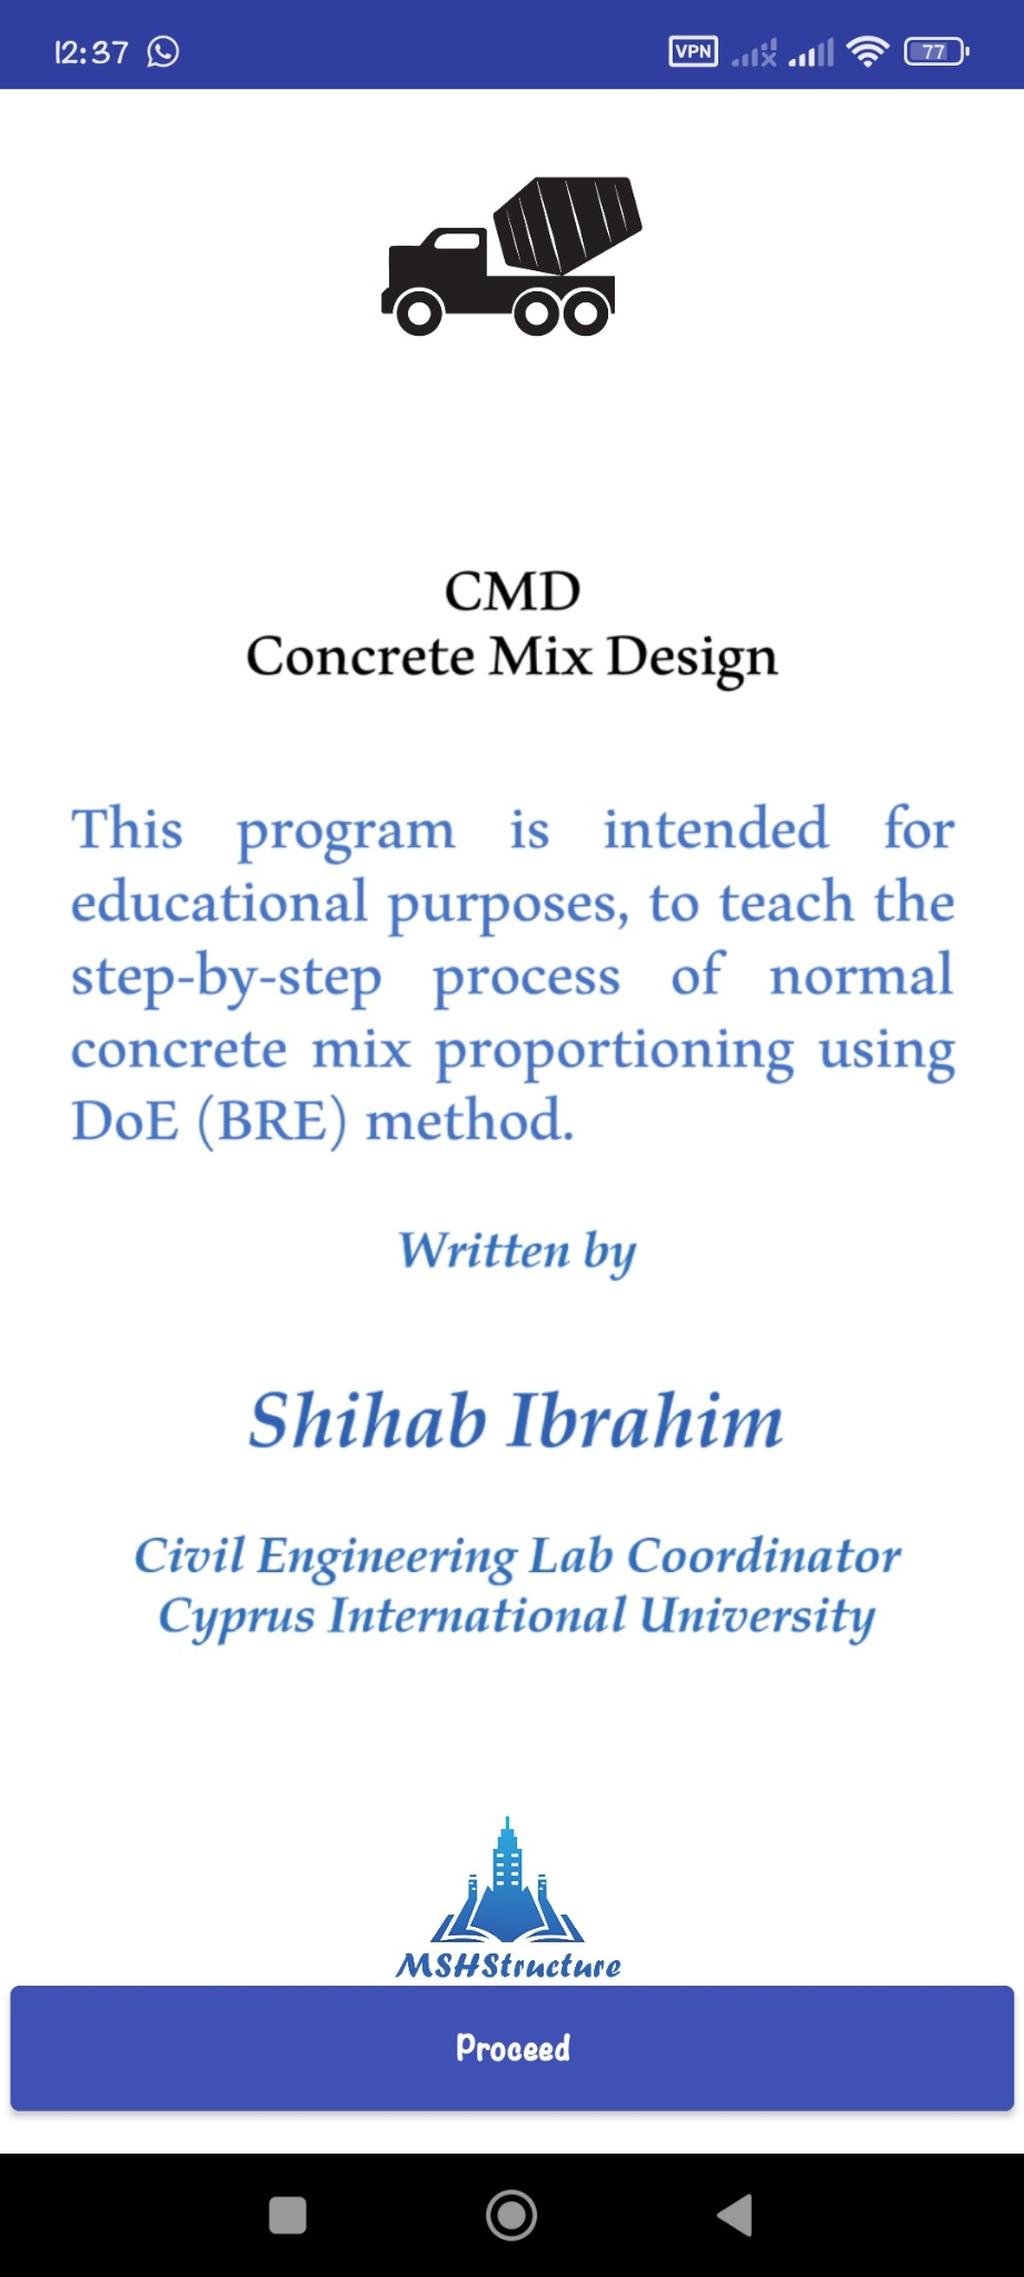 12:37
VPN
77
CMD
Concrete Mix Design
This program is intended for
educational purposes, to teach the
step-by-step process of normal
concrete mix proportioning using
DoE (BRE) method.
Written by
Shihab Ibrahim
Civil Engineering Lab Coordinator
Cyprus International University
MSHStructure
Proceed